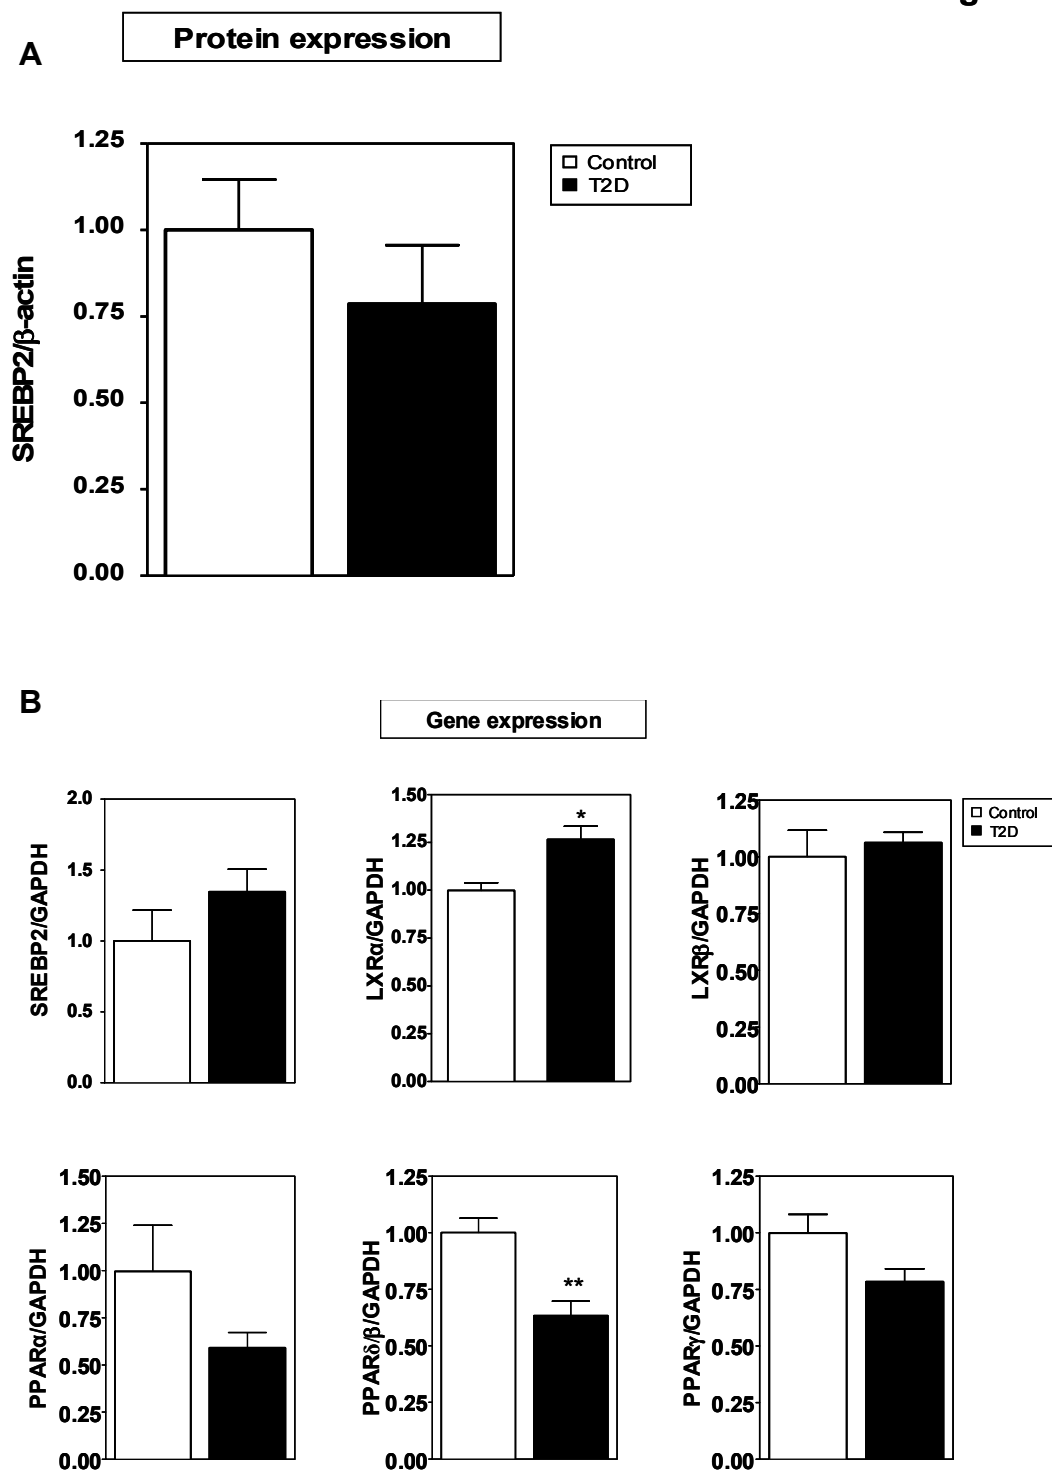 g
Protein expression
A
1.25
1.00
0.75
0.50
0.25
0.00
SREBP2/β-actin
Control
T2D
B
Gene expression
2.0
1.5
1.0
0.5
0.0
SREBP2/GAPDH
1.50
1.25
1.00
0.75
0.50
0.25
0.00
LXRα/GAPDH
*
1.25
1.00
0.75
0.50
0.25
0.00
LXRβ/GAPDH
Control
T2D
1.50
1.25
1.00
0.75
0.50
0.25
0.00
PPARα/GAPDH
1.25
1.00
0.75
0.50
0.25
0.00
PPARδ/β/GAPDH
**
1.25
1.00
0.75
0.50
0.25
0.00
PPARγ/GAPDH